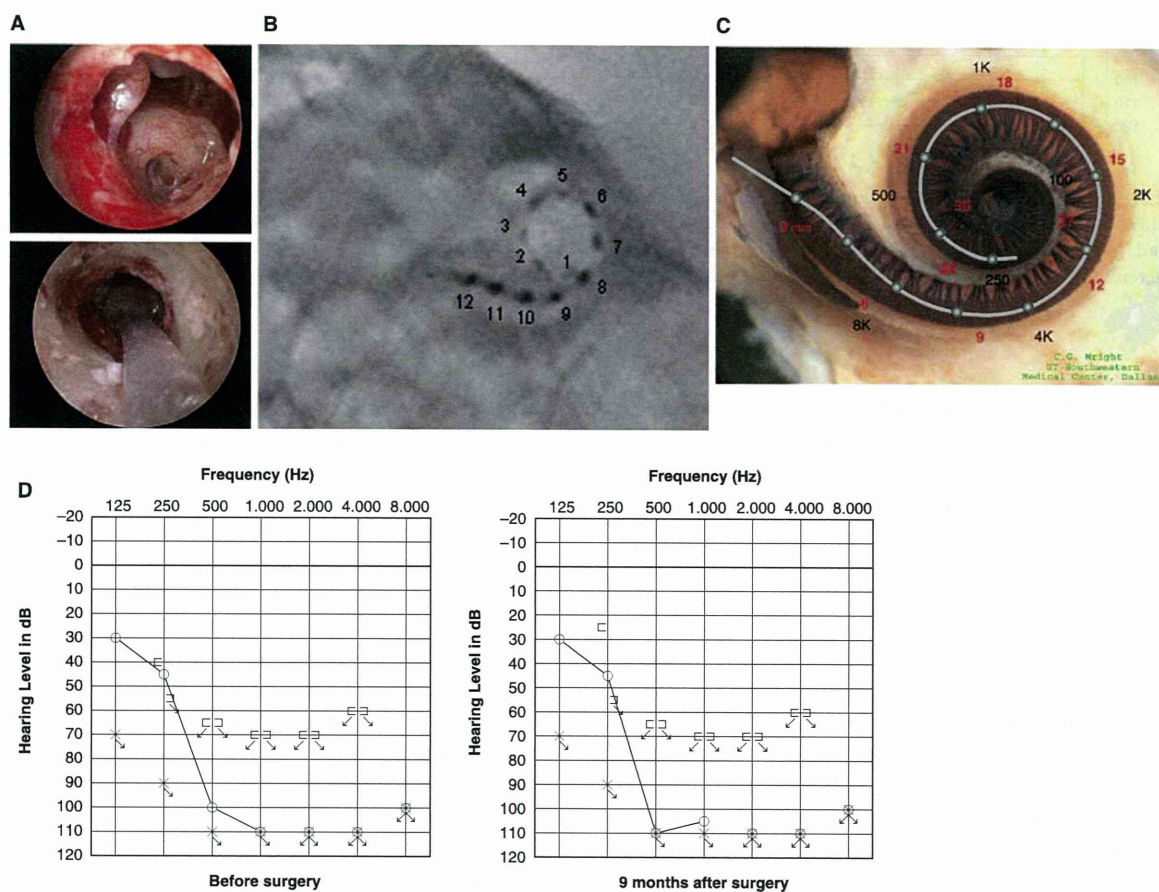 A
B
C
4
5
6
3
7
2
1
8
12
11
10
9
1K
18
21
15
500
100
2K
3 mm
12
250
6
8K
9
4K
C.G. Wright
UT Southwestern
Medical Center, Dallas
D
Frequency (Hz)
125 250 500 1.000 2.000 4.000 8.000
Hearing Level in dB
–20
–10
0
10
20
30
40
50
60
70
80
90
100
110
120
Before surgery
Frequency (Hz)
125 250 500 1.000 2.000 4.000 8.000
Hearing Level in dB
–20
–10
0
10
20
30
40
50
60
70
80
90
100
110
120
9 months after surgery